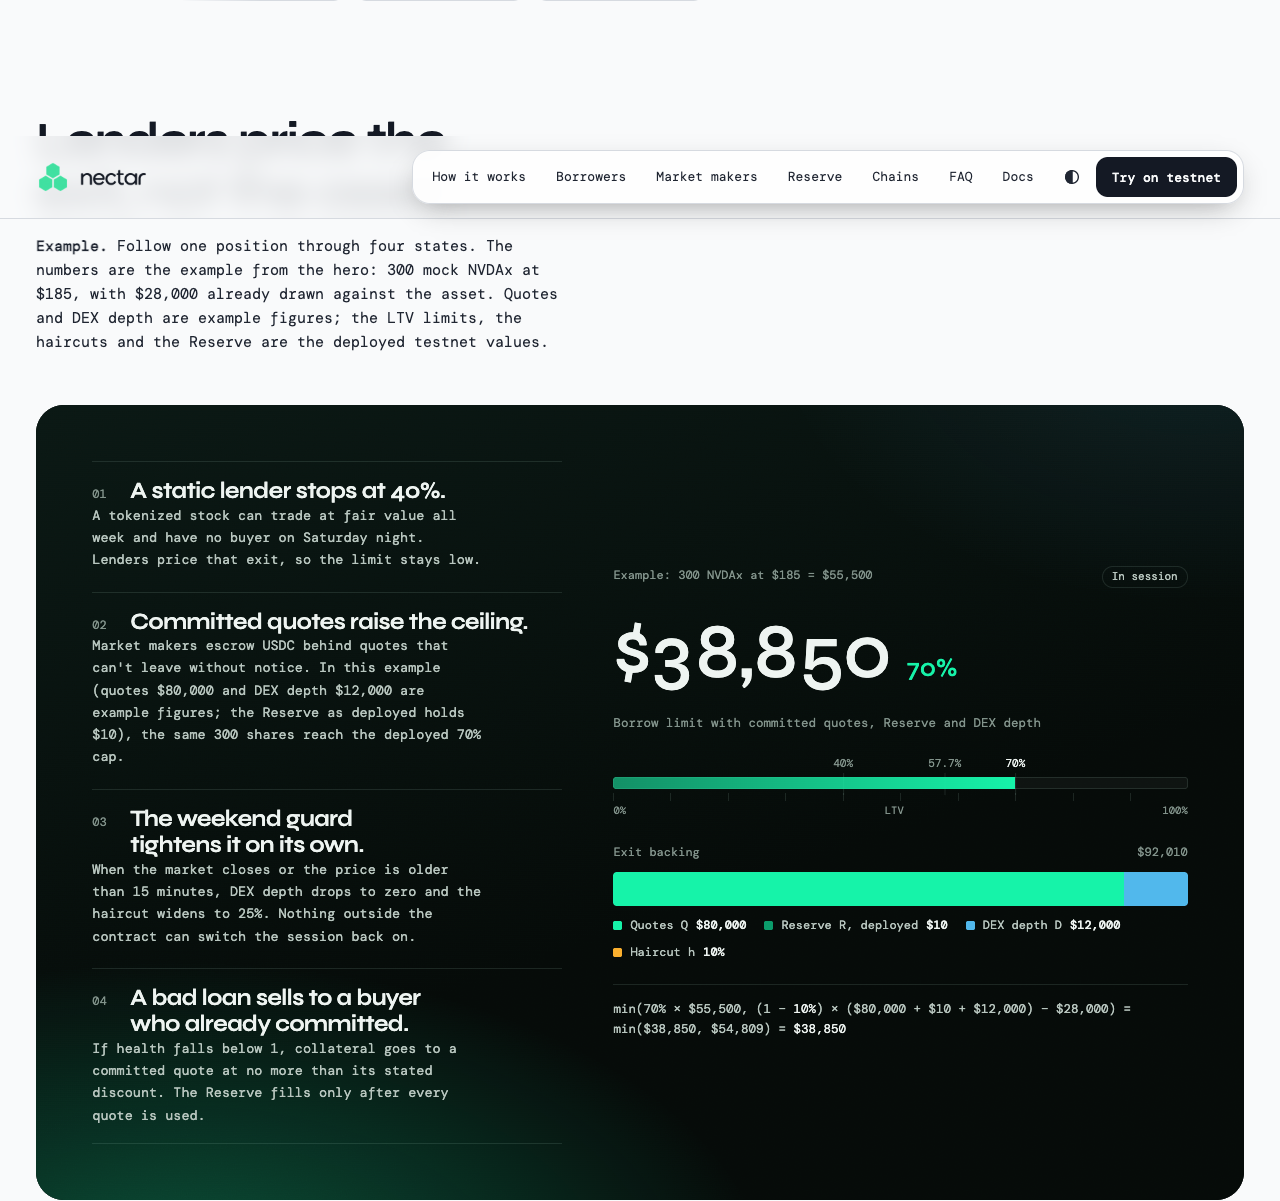 Lenders price the
nectar
How it works
Borrowers
Market makers
Reserve
Chains
FAQ
Docs
Try on testnet
Example. Follow one position through four states. The
numbers are the example from the hero: 300 mock NVDAx at
$185, with $28,000 already drawn against the asset. Quotes
and DEX depth are example figures; the LTV limits, the
haircuts and the Reserve are the deployed testnet values.
01 A static lender stops at 40%.
A tokenized stock can trade at fair value all
week and have no buyer on Saturday night.
Lenders price that exit, so the limit stays low.
02 Committed quotes raise the ceiling.
Market makers escrow USDC behind quotes that
can't leave without notice. In this example
(quotes $80,000 and DEX depth $12,000 are
example figures; the Reserve as deployed holds
$10), the same 300 shares reach the deployed 70%
cap.
03 The weekend guard
tightens it on its own.
When the market closes or the price is older
than 15 minutes, DEX depth drops to zero and the
haircut widens to 25%. Nothing outside the
contract can switch the session back on.
04 A bad loan sells to a buyer
who already committed.
If health falls below 1, collateral goes to a
committed quote at no more than its stated
discount. The Reserve fills only after every
quote is used.
Example: 300 NVDAx at $185 = $55,500
In session
$38,850 70%
Borrow limit with committed quotes, Reserve and DEX depth
40% 57.7% 70%
0% LTV 100%
Exit backing $92,010
Quotes Q $80,000 Reserve R, deployed $10 DEX depth D $12,000
Haircut h 10%
min(70% × $55,500, (1 − 10%) × ($80,000 + $10 + $12,000) − $28,000) =
min($38,850, $54,809) = $38,850